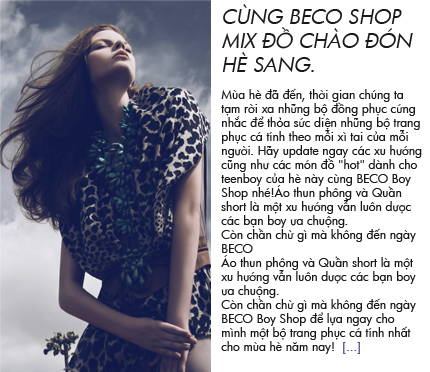 CÙNG BECO SHOP
MIX ĐỒ CHÀO ĐÓN
HÈ SANG.
Mùa hè đã đến, thời gian chúng ta
tạm rời xa những bộ đồng phục cứng
nhắc để thỏa sức diện những bộ trang
phục cá tính theo mỗi xì tai của mỗi
người. Hãy update ngay các xu hướng
cũng như các món đồ "hot" dành cho
teenboy của hè này cùng BECO Boy
Shop nhé!Áo thun phông và Quần
short là một xu hướng vẫn luôn dược
các bạn boy ưa chuộng.
Còn chần chừ gì mà không đến ngày
BECO
Áo thun phông và Quần short là một
xu hướng vẫn luôn dược các bạn boy
ưa chuộng.
Còn chần chừ gì mà không đến ngày
BECO Boy Shop để lựa ngay cho
mình một bộ trang phục cá tính nhất
cho mùa hè năm nay! [...]